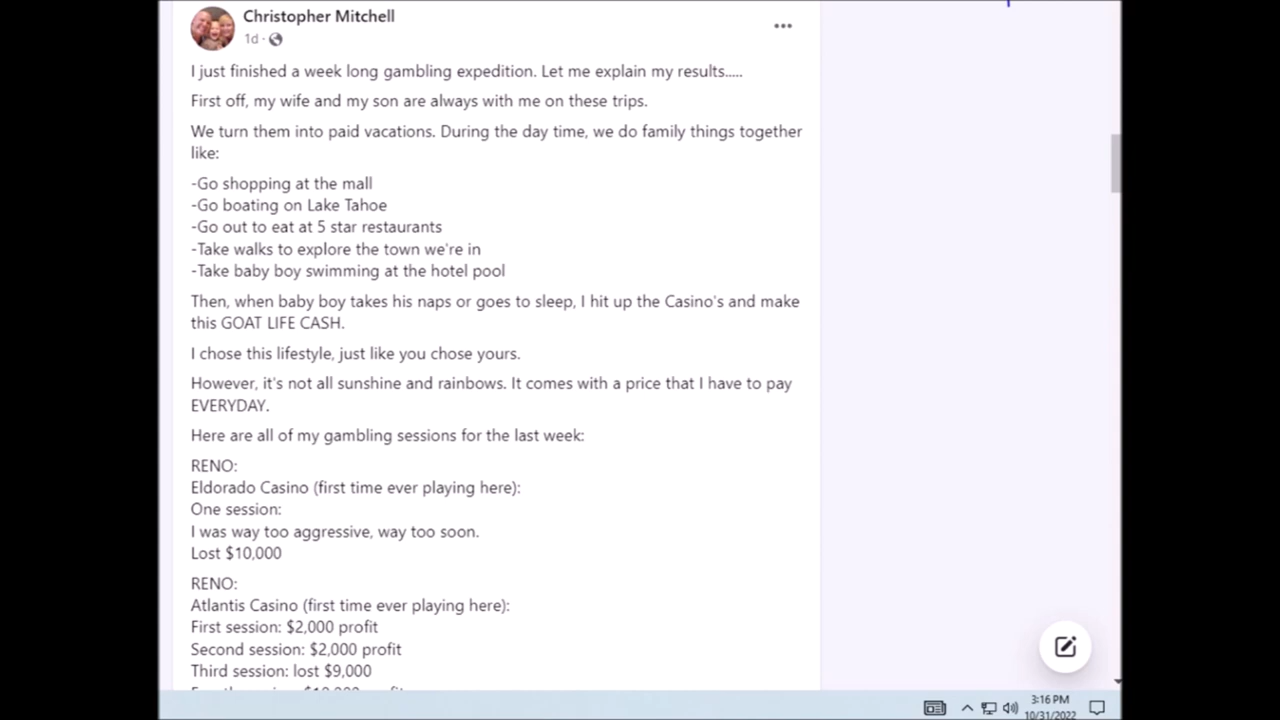 Christopher Mitchell
1d ·
I just finished a week long gambling expedition. Let me explain my results.....
First off, my wife and my son are always with me on these trips.
We turn them into paid vacations. During the day time, we do family things together
like:
-Go shopping at the mall
-Go boating on Lake Tahoe
-Go out to eat at 5 star restaurants
-Take walks to explore the town we're in
-Take baby boy swimming at the hotel pool
Then, when baby boy takes his naps or goes to sleep, I hit up the Casino's and make
this GOAT LIFE CASH.
I chose this lifestyle, just like you chose yours.
However, it's not all sunshine and rainbows. It comes with a price that I have to pay
EVERYDAY.
Here are all of my gambling sessions for the last week:
RENO:
Eldorado Casino (first time ever playing here):
One session:
I was way too aggressive, way too soon.
Lost $10,000
RENO:
Atlantis Casino (first time ever playing here):
First session: $2,000 profit
Second session: $2,000 profit
Third session: lost $9,000
3:16 PM
10/31/2022